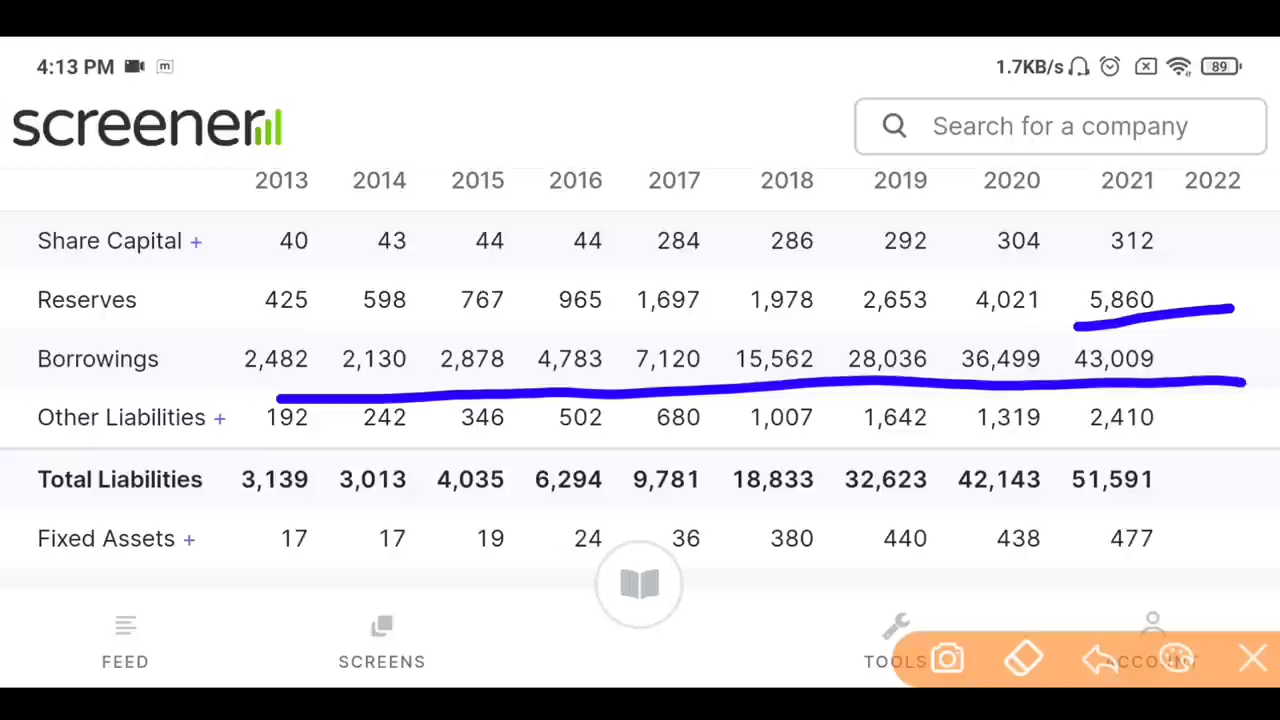 4:13 PM m 1.7KB/s 89
screener Search for a company
2013 2014 2015 2016 2017 2018 2019 2020 2021 2022
Share Capital + 40 43 44 44 284 286 292 304 312
Reserves 425 598 767 965 1,697 1,978 2,653 4,021 5,860
Borrowings 2,482 2,130 2,878 4,783 7,120 15,562 28,036 36,499 43,009
Other Liabilities + 192 242 346 502 680 1,007 1,642 1,319 2,410
Total Liabilities 3,139 3,013 4,035 6,294 9,781 18,833 32,623 42,143 51,591
Fixed Assets + 17 17 19 24 36 380 440 438 477
FEED SCREENS TOOLS ACCOUNT